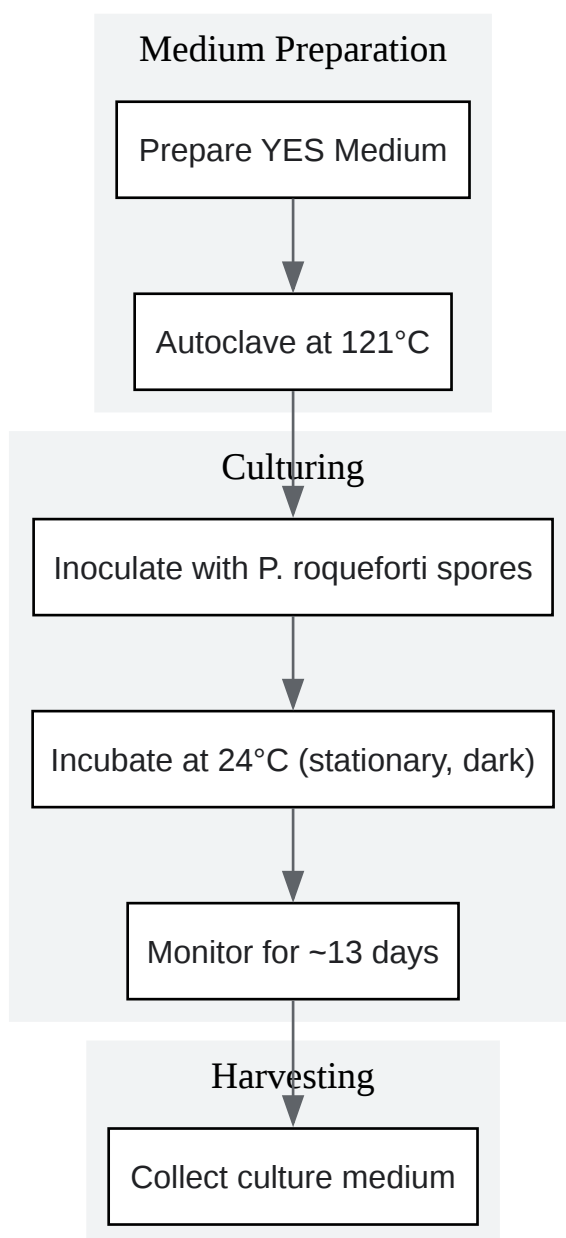 Medium Preparation
Prepare YES Medium
Autoclave at 121°C
Culturing
Inoculate with P. roqueforti spores
Incubate at 24°C (stationary, dark)
Monitor for ~13 days
Harvesting
Collect culture medium